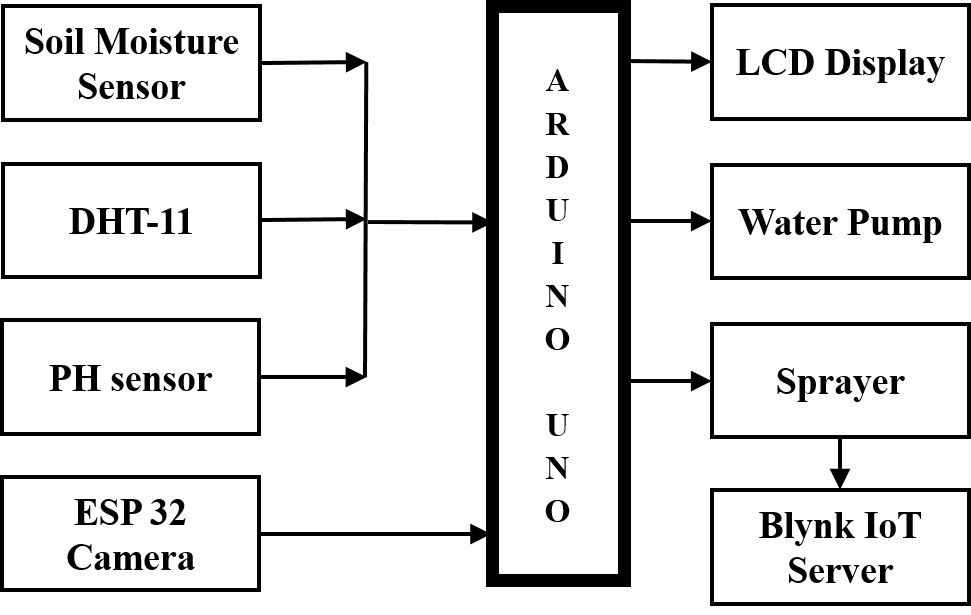 Soil Moisture
Sensor
DHT-11
PH sensor
ESP 32
Camera
A
R
D
U
I
N
O
U
N
O
LCD Display
Water Pump
Sprayer
Blynk IoT
Server